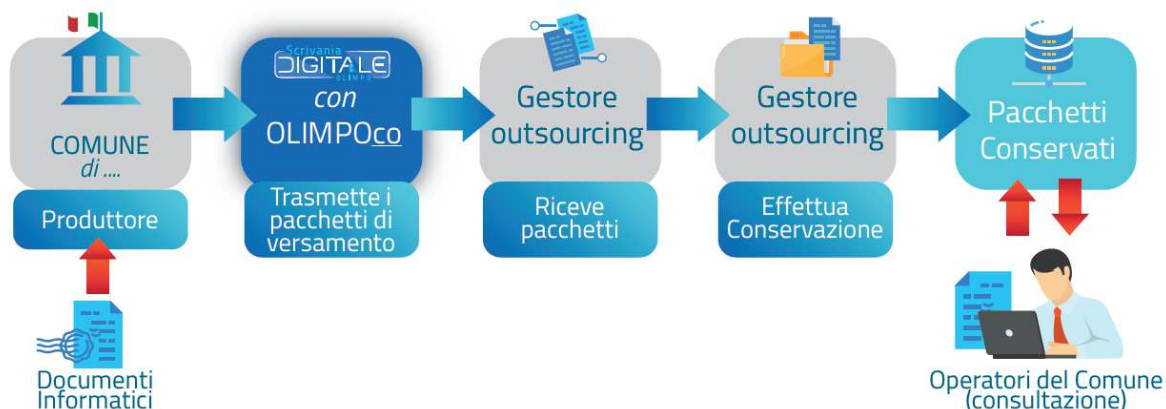 COMUNE
di ....
Produttore
Documenti
Informatici
Scrivania
DIGITALE
OLIMPO
con
OLIMPOco
Trasmette i
pacchetti di
versamento
Gestore
outsourcing
Riceve
pacchetti
Gestore
outsourcing
Effettua
Conservazione
Pacchetti
Conservati
Operatori del Comune
(consultazione)